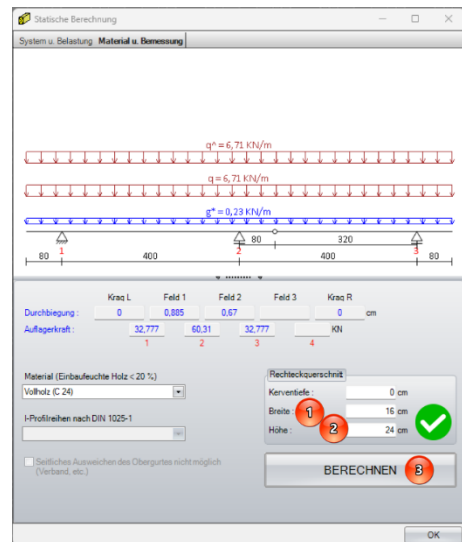 Statische Berechnung
System u. Belastung Material u. Bemessung
q^ = 6,71 KN/m
q = 6,71 KN/m
g* = 0,23 KN/m
80 320
1 2 3
80 400 400 80
Krag L Feld 1 Feld 2 Feld 3 Krag R
Durchbiegung : 0 0,885 0,67 0 cm
Auflagerkraft : 32,777 60,31 32,777 KN
1 2 3 4
Material (Einbaufeuchte Holz < 20 %)
Vollholz (C 24)
I-Profilreihen nach DIN 1025-1
Seitliches Ausweichen des Obergurtes nicht möglich
(Verband, etc.)
Rechteckquerschnitt
Kerventiefe : 0 cm
Breite : 1 16 cm
Höhe : 2 24 cm
BERECHNEN 3
OK